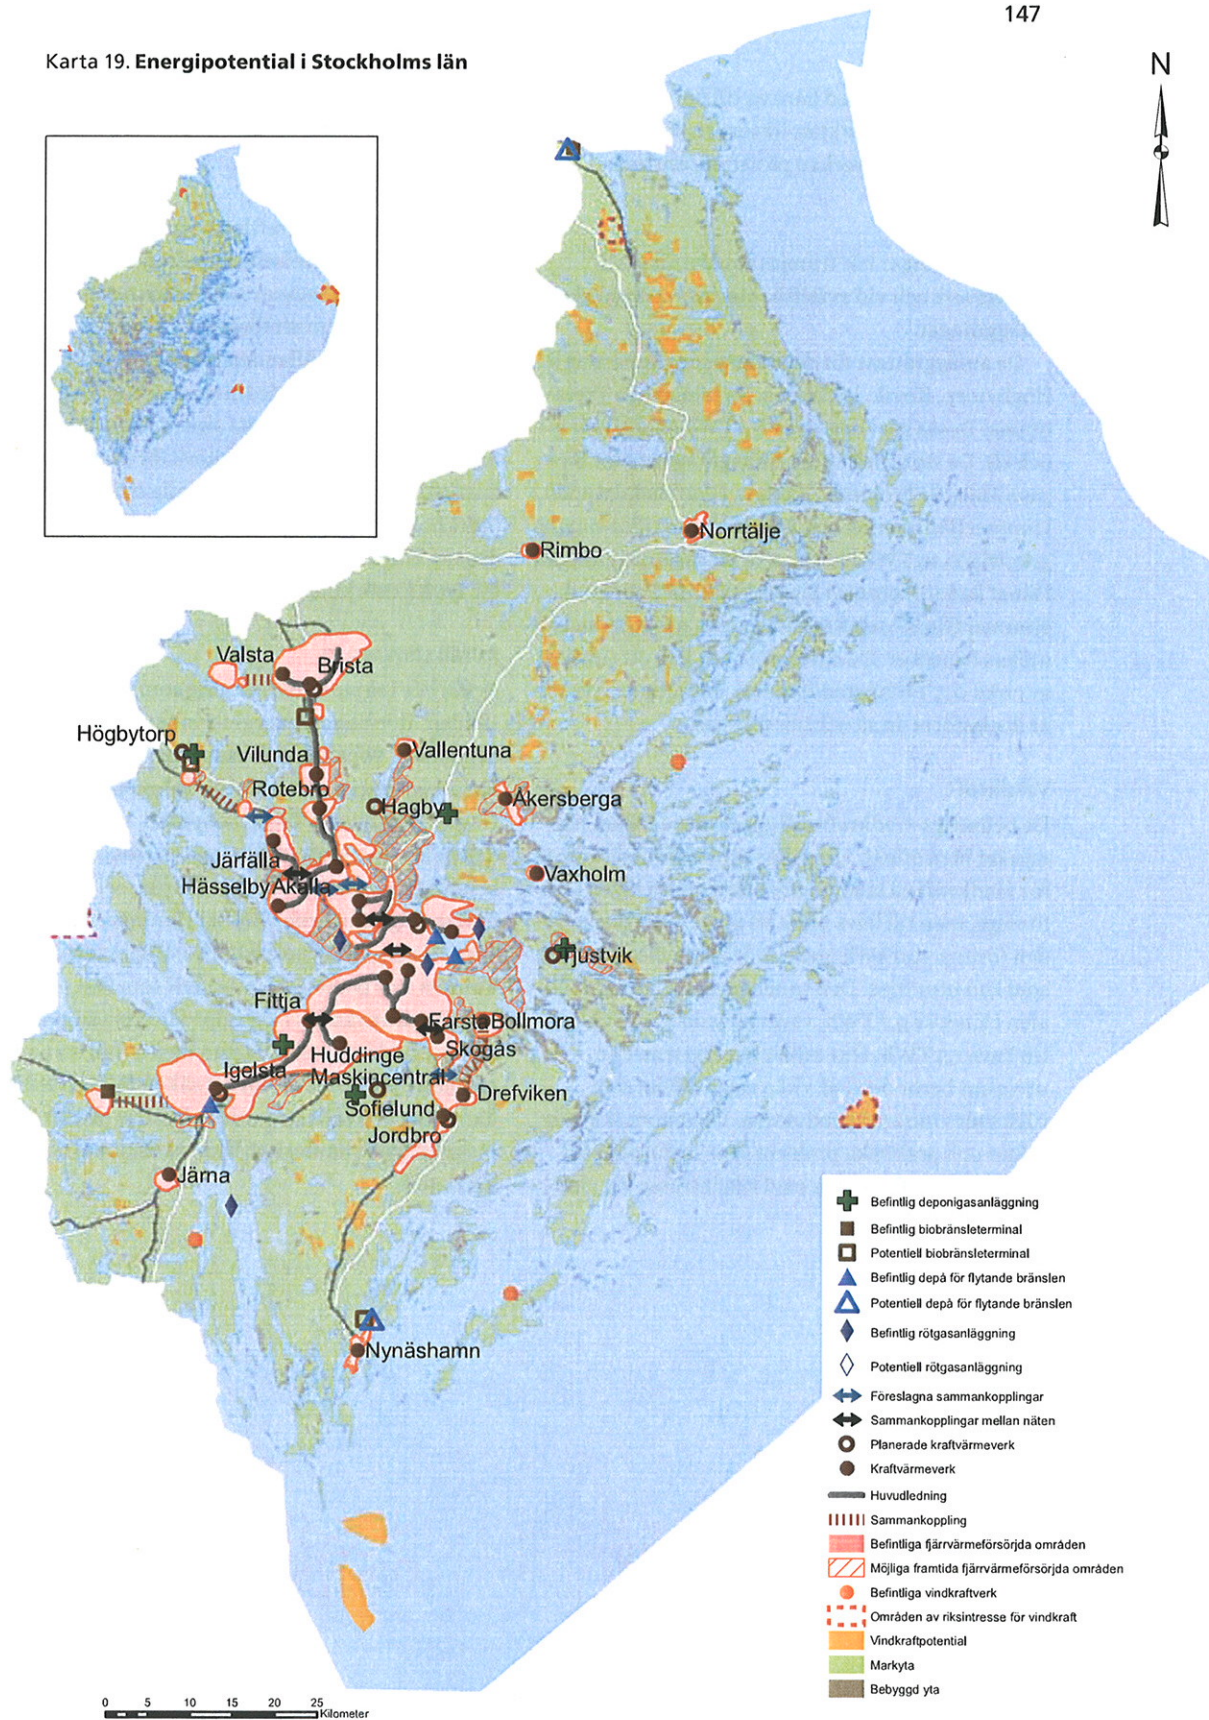 147
Karta 19. Energipotential i Stockholms län
N
Norrtälje
Rimbo
Valsta
Brista
Högbytorp
Vilunda
Vallentuna
Rotebro
Hagby
Åkersberga
Järfälla
Hässelby
Akalla
Vaxholm
Tjustvik
Fittja
Farsta
Bollmora
Skogås
Huddinge
Maskincentral
Igelsta
Drefviken
Sofielund
Jordbro
Järna
Nynäshamn
Befintlig deponigasanläggning
Befintlig biobränsleterminal
Potentiell biobränsleterminal
Befintlig depå för flytande bränslen
Potentiell depå för flytande bränslen
Befintlig rötgasanläggning
Potentiell rötgasanläggning
Föreslagna sammankopplingar
Sammankopplingar mellan näten
Planerade kraftvärmeverk
Kraftvärmeverk
Huvudledning
Sammankoppling
Befintliga fjärrvärmeförsörjda områden
Möjliga framtida fjärrvärmeförsörjda områden
Befintliga vindkraftverk
Områden av riksintresse för vindkraft
Vindkraftpotential
Markyta
Bebyggd yta
0 5 10 15 20 25
Kilometer